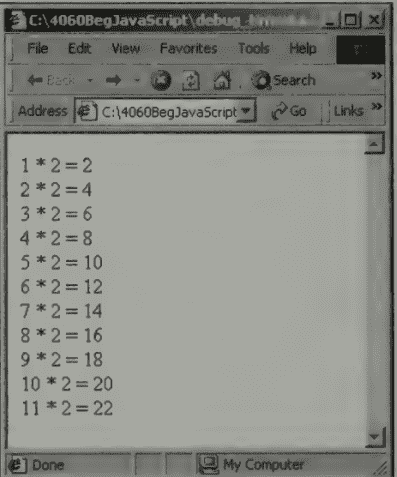 C:\4060BegJavaScript\debug_
File Edit View Favorites Tools Help
Back Search »
Address C:\4060BegJavaScript Go Links »
1 * 2 = 2
2 * 2 = 4
3 * 2 = 6
4 * 2 = 8
5 * 2 = 10
6 * 2 = 12
7 * 2 = 14
8 * 2 = 16
9 * 2 = 18
10 * 2 = 20
11 * 2 = 22
Done My Computer